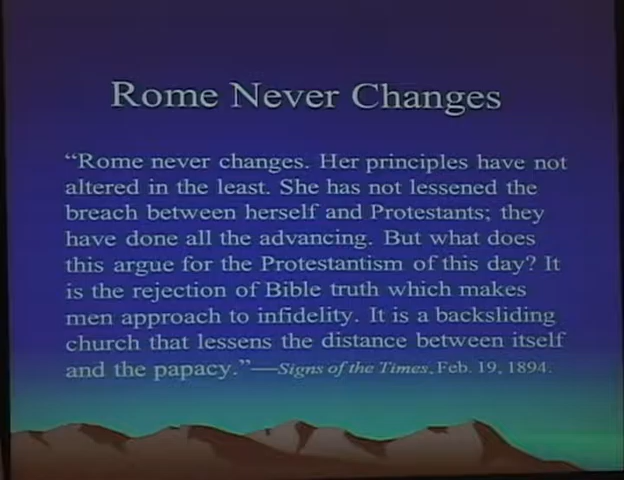 Rome Never Changes
“Rome never changes. Her principles have not
altered in the least. She has not lessened the
breach between herself and Protestants; they
have done all the advancing. But what does
this argue for the Protestantism of this day? It
is the rejection of Bible truth which makes
men approach to infidelity. It is a backsliding
church that lessens the distance between itself
and the papacy.”—Signs of the Times, Feb. 19, 1894.